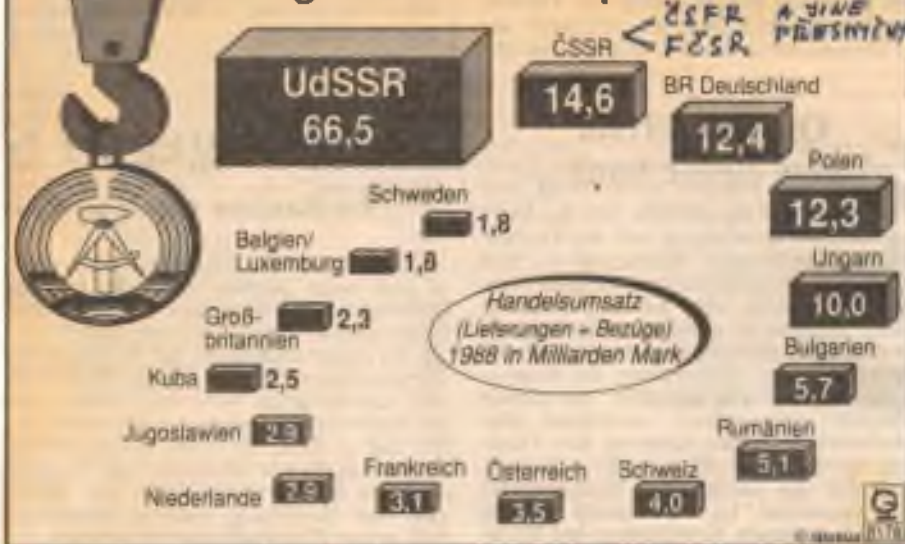 ČSFR A JINÉ
FČSR
ČSSR
UdSSR
66,5
14,6
BR Deutschland
12,4
Polen
12,3
Schweden
1,8
Belgien/
Luxemburg 1,8
Ungarn
10,0
Handelsumsatz
(Lieferungen + Bezüge)
1988 in Milliarden Mark
Groß-
britannien 2,3
Bulgarien
5,7
Kuba 2,5
Jugoslawien 2,9
Rumänien
5,1
Niederlande 2,9
Frankreich
3,1
Österreich
3,5
Schweiz
4,0